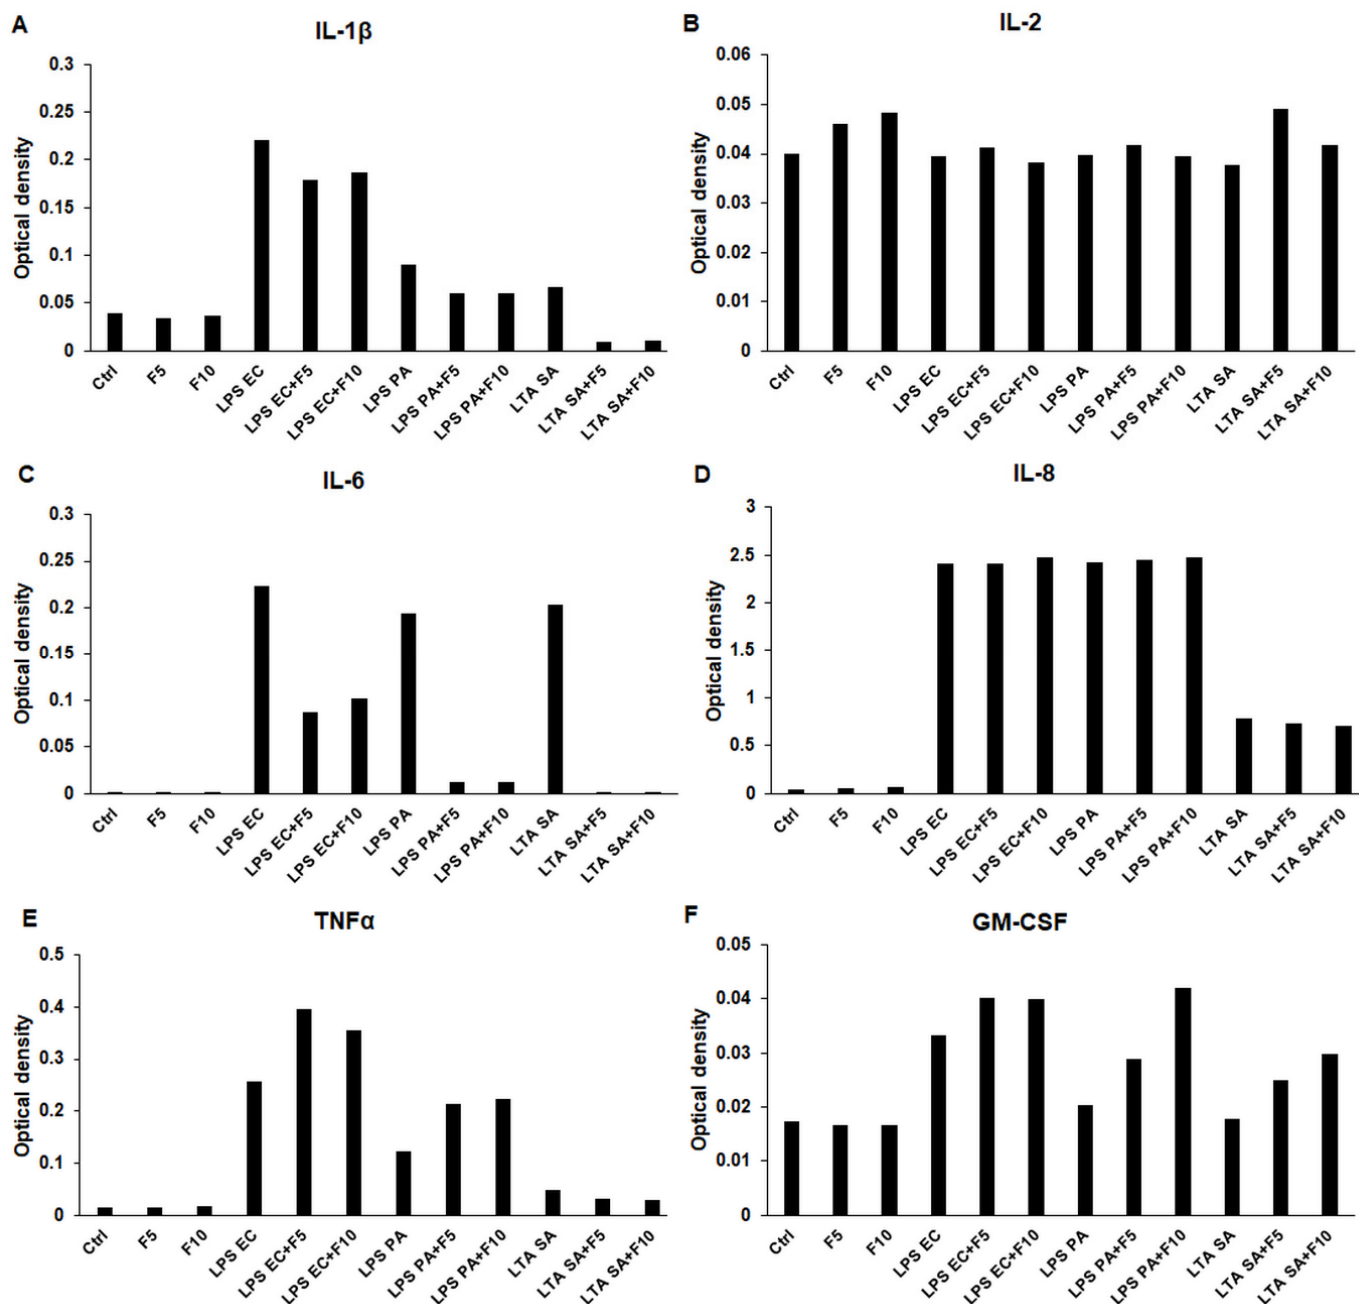 A
IL-1β
0.3
0.25
0.2
0.15
0.1
0.05
0
Optical density
Ctrl
F5
F10
LPS EC
LPS EC+F5
LPS EC+F10
LPS PA
LPS PA+F5
LPS PA+F10
LTA SA
LTA SA+F5
LTA SA+F10
B
IL-2
0.06
0.05
0.04
0.03
0.02
0.01
0
Optical density
Ctrl
F5
F10
LPS EC
LPS EC+F5
LPS EC+F10
LPS PA
LPS PA+F5
LPS PA+F10
LTA SA
LTA SA+F5
LTA SA+F10
C
IL-6
0.3
0.25
0.2
0.15
0.1
0.05
0
Optical density
Ctrl
F5
F10
LPS EC
LPS EC+F5
LPS EC+F10
LPS PA
LPS PA+F5
LPS PA+F10
LTA SA
LTA SA+F5
LTA SA+F10
D
IL-8
3
2.5
2
1.5
1
0.5
0
Optical density
Ctrl
F5
F10
LPS EC
LPS EC+F5
LPS EC+F10
LPS PA
LPS PA+F5
LPS PA+F10
LTA SA
LTA SA+F5
LTA SA+F10
E
TNFα
0.5
0.4
0.3
0.2
0.1
0
Optical density
Ctrl
F5
F10
LPS EC
LPS EC+F5
LPS EC+F10
LPS PA
LPS PA+F5
LPS PA+F10
LTA SA
LTA SA+F5
LTA SA+F10
F
GM-CSF
0.05
0.04
0.03
0.02
0.01
0
Optical density
Ctrl
F5
F10
LPS EC
LPS EC+F5
LPS EC+F10
LPS PA
LPS PA+F5
LPS PA+F10
LTA SA
LTA SA+F5
LTA SA+F10